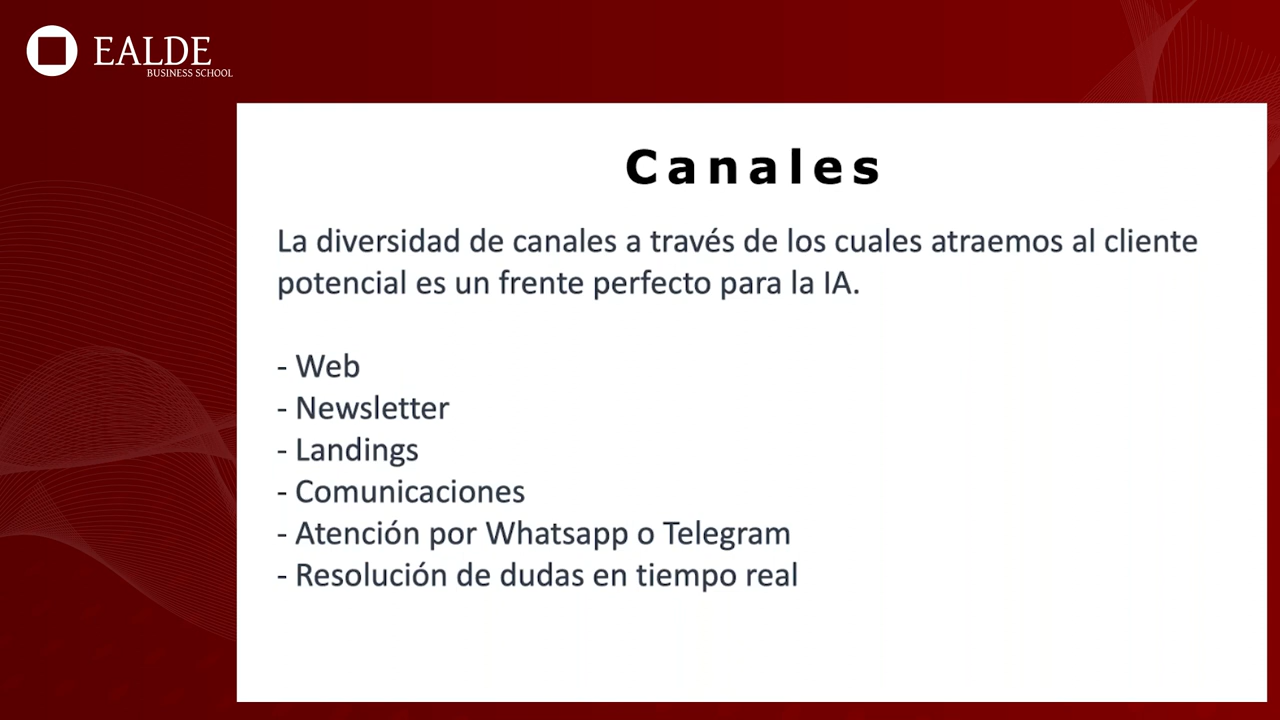 EALDE
BUSINESS SCHOOL
Canales
La diversidad de canales a través de los cuales atraemos al cliente
potencial es un frente perfecto para la IA.
- Web
- Newsletter
- Landings
- Comunicaciones
- Atención por Whatsapp o Telegram
- Resolución de dudas en tiempo real